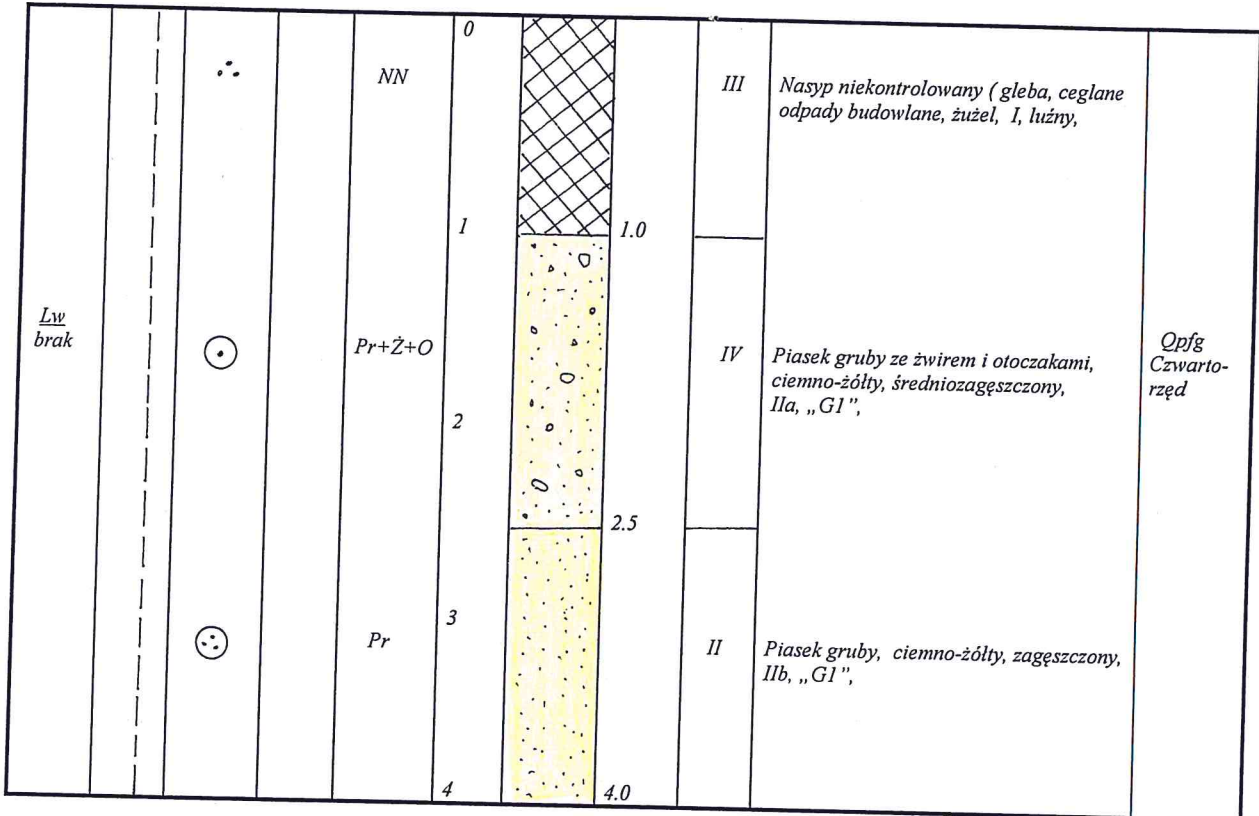 0
NN
III
Nasyp niekontrolowany ( gleba, ceglane
odpady budowlane, żużel, I, luźny,
1
1.0
Lw
brak
Pr+Ż+O
IV
Piasek gruby ze żwirem i otoczakami,
ciemno-żółty, średniozagęszczony,
IIa, „G1”,
Qpfg
Czwarto-
rzęd
2
2.5
3
Pr
II
Piasek gruby, ciemno-żółty, zagęszczony,
IIb, „G1”,
4
4.0